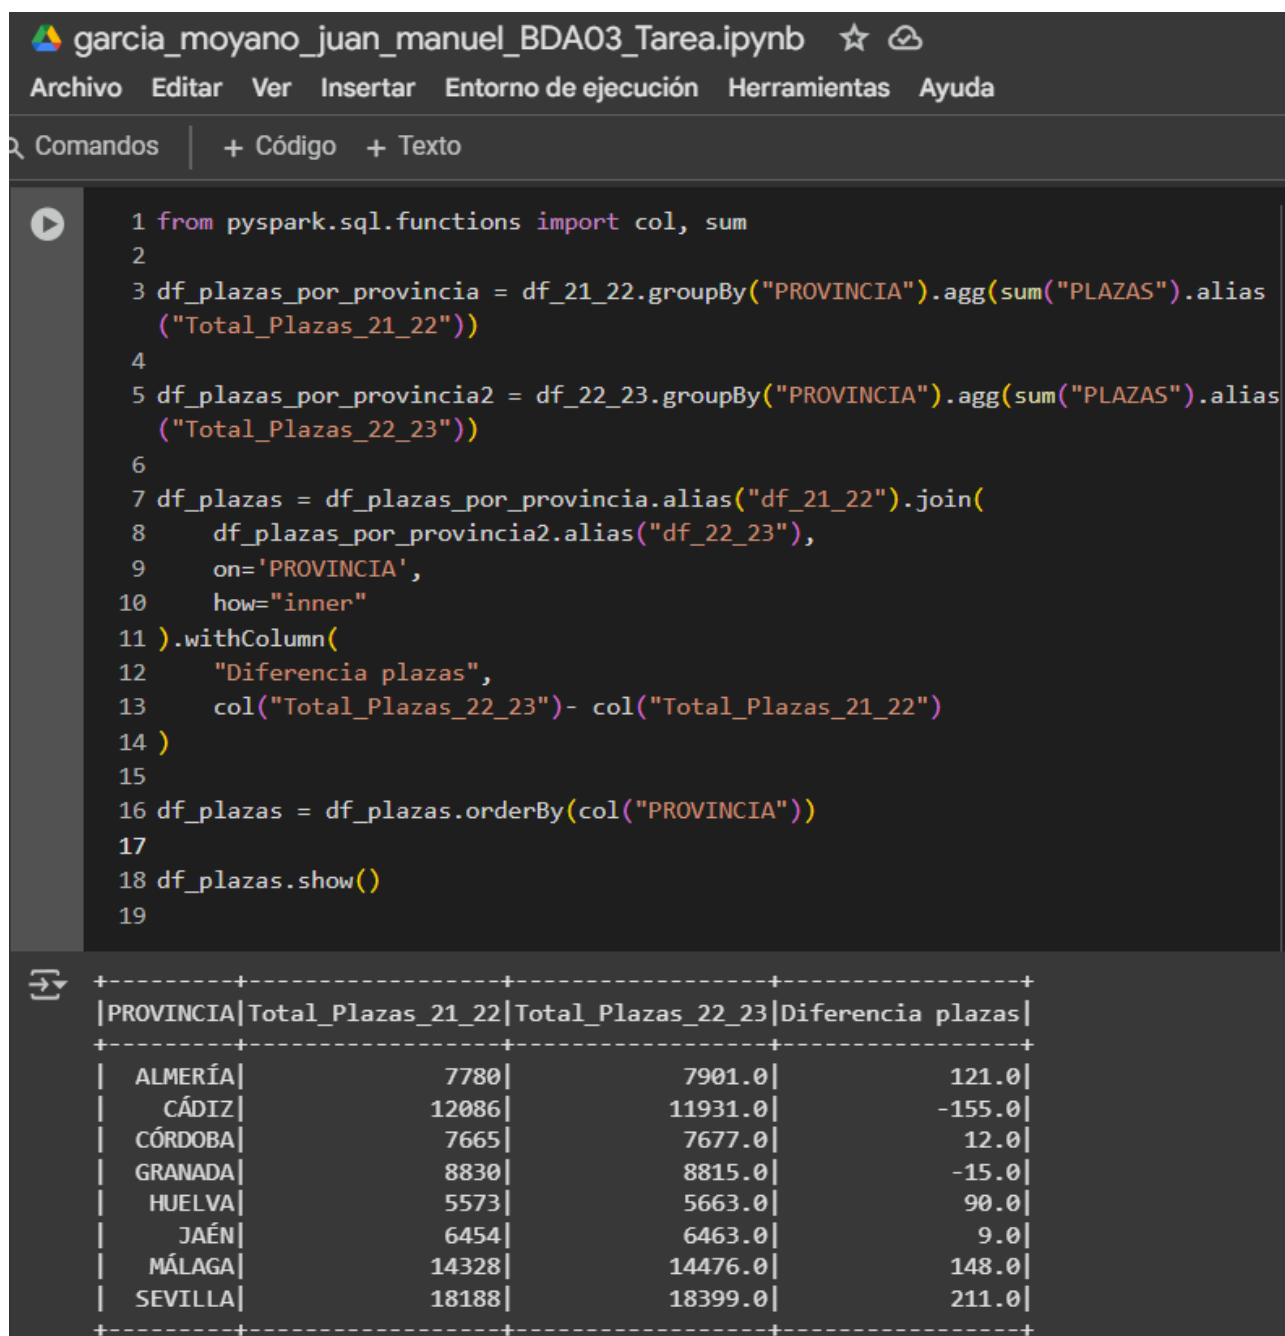 garcia_moyano_juan_manuel_BDA03_Tarea.ipynb
Archivo Editar Ver Insertar Entorno de ejecución Herramientas Ayuda
Comandos + Código + Texto
1 from pyspark.sql.functions import col, sum
2
3 df_plazas_por_provincia = df_21_22.groupBy("PROVINCIA").agg(sum("PLAZAS").alias
("Total_Plazas_21_22"))
4
5 df_plazas_por_provincia2 = df_22_23.groupBy("PROVINCIA").agg(sum("PLAZAS").alias
("Total_Plazas_22_23"))
6
7 df_plazas = df_plazas_por_provincia.alias("df_21_22").join(
8     df_plazas_por_provincia2.alias("df_22_23"),
9     on='PROVINCIA',
10     how="inner"
11 ).withColumn(
12     "Diferencia plazas",
13     col("Total_Plazas_22_23")- col("Total_Plazas_21_22")
14 )
15
16 df_plazas = df_plazas.orderBy(col("PROVINCIA"))
17
18 df_plazas.show()
19
+---------+------------------+------------------+-----------------+
|PROVINCIA|Total_Plazas_21_22|Total_Plazas_22_23|Diferencia plazas|
+---------+------------------+------------------+-----------------+
|  ALMERÍA|              7780|            7901.0|            121.0|
|    CÁDIZ|             12086|           11931.0|           -155.0|
|  CÓRDOBA|              7665|            7677.0|             12.0|
|  GRANADA|              8830|            8815.0|            -15.0|
|   HUELVA|              5573|            5663.0|             90.0|
|     JAÉN|              6454|            6463.0|              9.0|
|   MÁLAGA|             14328|           14476.0|            148.0|
|  SEVILLA|             18188|           18399.0|            211.0|
+---------+------------------+------------------+-----------------+